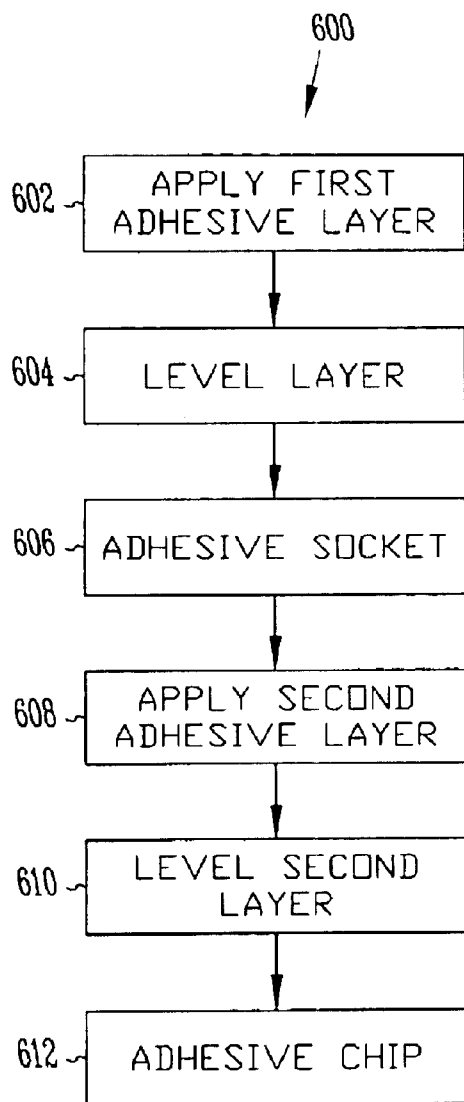 600
602
APPLY FIRST
ADHESIVE LAYER
604
LEVEL LAYER
606
ADHESIVE SOCKET
608
APPLY SECOND
ADHESIVE LAYER
610
LEVEL SECOND
LAYER
612
ADHESIVE CHIP